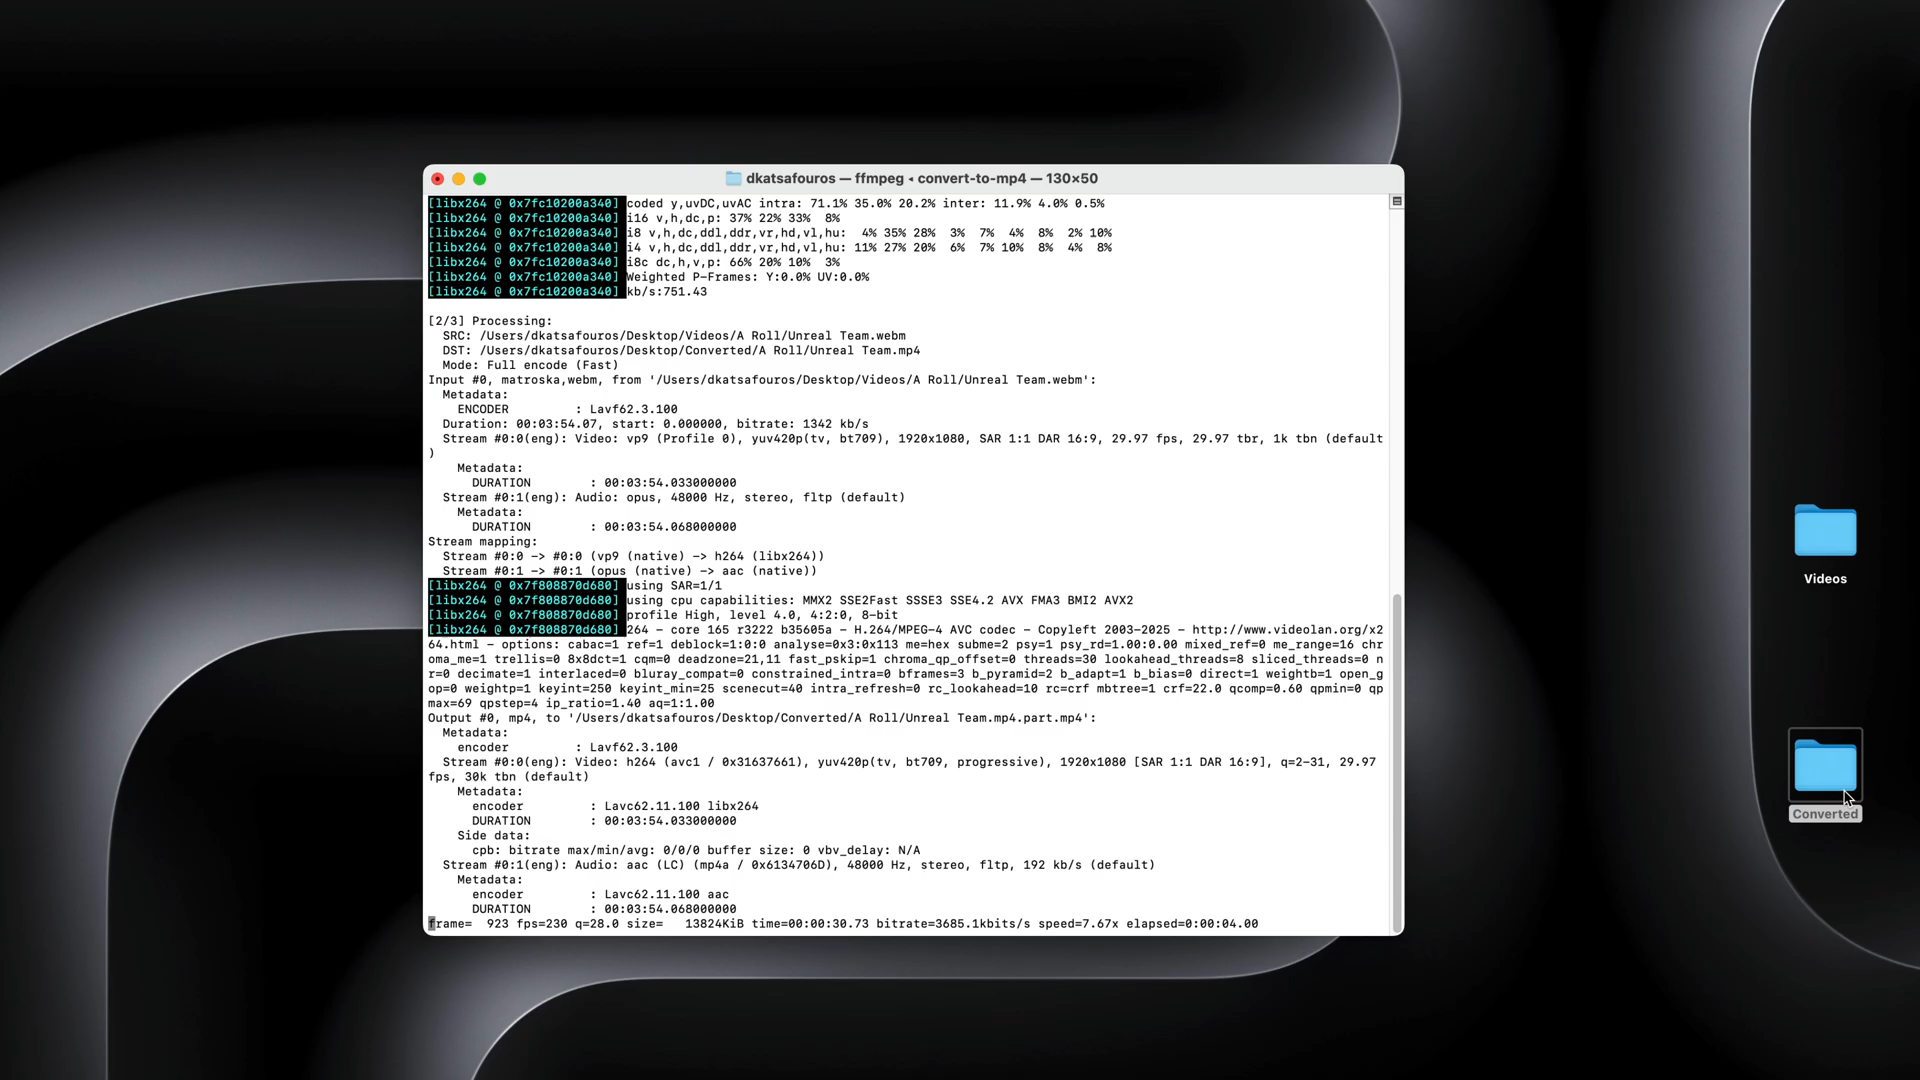 dkatsafouros — ffmpeg ◂ convert-to-mp4 — 130×50
[libx264 @ 0x7fc10200a340] coded y,uvDC,uvAC intra: 71.1% 35.0% 20.2% inter: 11.9% 4.0% 0.5%
[libx264 @ 0x7fc10200a340] i16 v,h,dc,p: 37% 22% 33%  8%
[libx264 @ 0x7fc10200a340] i8 v,h,dc,ddl,ddr,vr,hd,vl,hu:  4% 35% 28%  3%  7%  4%  8%  2% 10%
[libx264 @ 0x7fc10200a340] i4 v,h,dc,ddl,ddr,vr,hd,vl,hu: 11% 27% 20%  6%  7% 10%  8%  4%  8%
[libx264 @ 0x7fc10200a340] i8c dc,h,v,p: 66% 20% 10%  3%
[libx264 @ 0x7fc10200a340] Weighted P-Frames: Y:0.0% UV:0.0%
[libx264 @ 0x7fc10200a340] kb/s:751.43
[2/3] Processing:
SRC: /Users/dkatsafouros/Desktop/Videos/A Roll/Unreal Team.webm
DST: /Users/dkatsafouros/Desktop/Converted/A Roll/Unreal Team.mp4
Mode: Full encode (Fast)
Input #0, matroska,webm, from '/Users/dkatsafouros/Desktop/Videos/A Roll/Unreal Team.webm':
Metadata:
ENCODER         : Lavf62.3.100
Duration: 00:03:54.07, start: 0.000000, bitrate: 1342 kb/s
Stream #0:0(eng): Video: vp9 (Profile 0), yuv420p(tv, bt709), 1920x1080, SAR 1:1 DAR 16:9, 29.97 fps, 29.97 tbr, 1k tbn (default
)
Metadata:
DURATION        : 00:03:54.033000000
Stream #0:1(eng): Audio: opus, 48000 Hz, stereo, fltp (default)
Metadata:
DURATION        : 00:03:54.068000000
Stream mapping:
Stream #0:0 -> #0:0 (vp9 (native) -> h264 (libx264))
Stream #0:1 -> #0:1 (opus (native) -> aac (native))
[libx264 @ 0x7f808870d680] using SAR=1/1
[libx264 @ 0x7f808870d680] using cpu capabilities: MMX2 SSE2Fast SSSE3 SSE4.2 AVX FMA3 BMI2 AVX2
[libx264 @ 0x7f808870d680] profile High, level 4.0, 4:2:0, 8-bit
[libx264 @ 0x7f808870d680] 264 - core 165 r3222 b35605a - H.264/MPEG-4 AVC codec - Copyleft 2003-2025 - http://www.videolan.org/x2
64.html - options: cabac=1 ref=1 deblock=1:0:0 analyse=0x3:0x113 me=hex subme=2 psy=1 psy_rd=1.00:0.00 mixed_ref=0 me_range=16 chr
oma_me=1 trellis=0 8x8dct=1 cqm=0 deadzone=21,11 fast_pskip=1 chroma_qp_offset=0 threads=30 lookahead_threads=8 sliced_threads=0 n
r=0 decimate=1 interlaced=0 bluray_compat=0 constrained_intra=0 bframes=3 b_pyramid=2 b_adapt=1 b_bias=0 direct=1 weightb=1 open_g
op=0 weightp=1 keyint=250 keyint_min=25 scenecut=40 intra_refresh=0 rc_lookahead=10 rc=crf mbtree=1 crf=22.0 qcomp=0.60 qpmin=0 qp
max=69 qpstep=4 ip_ratio=1.40 aq=1:1.00
Output #0, mp4, to '/Users/dkatsafouros/Desktop/Converted/A Roll/Unreal Team.mp4.part.mp4':
Metadata:
encoder         : Lavf62.3.100
Stream #0:0(eng): Video: h264 (avc1 / 0x31637661), yuv420p(tv, bt709, progressive), 1920x1080 [SAR 1:1 DAR 16:9], q=2-31, 29.97
fps, 30k tbn (default)
Metadata:
encoder         : Lavc62.11.100 libx264
DURATION        : 00:03:54.033000000
Side data:
cpb: bitrate max/min/avg: 0/0/0 buffer size: 0 vbv_delay: N/A
Stream #0:1(eng): Audio: aac (LC) (mp4a / 0x6134706D), 48000 Hz, stereo, fltp, 192 kb/s (default)
Metadata:
encoder         : Lavc62.11.100 aac
DURATION        : 00:03:54.068000000
frame=  923 fps=230 q=28.0 size=   13824KiB time=00:00:30.73 bitrate=3685.1kbits/s speed=7.67x elapsed=0:00:04.00
Videos
Converted